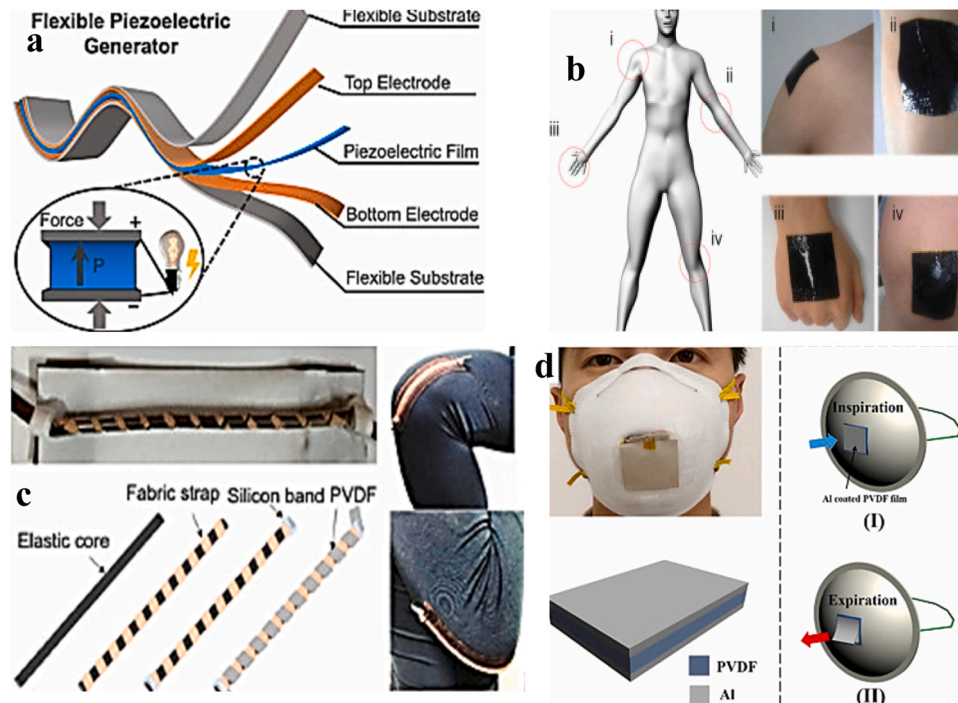 a
Flexible Piezoelectric
Generator
Flexible Substrate
Top Electrode
Piezoelectric Film
Bottom Electrode
Flexible Substrate
Force
+
P
–
b
i
ii
iii
iv
i
ii
iii
iv
c
Fabric strap
Silicon band
PVDF
Elastic core
d
Inspiration
Al coated PVDF film
(I)
Expiration
(II)
PVDF
Al